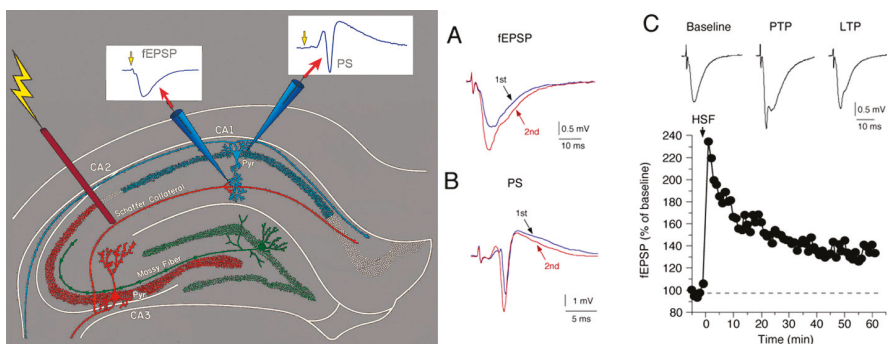 fEPSP
PS
CA1
CA2
Pyr
Schaffer Collateral
Mossy Fiber
Pyr
CA3
A
fEPSP
1st
2nd
0.5 mV
10 ms
B
PS
1st
2nd
1 mV
5 ms
C
Baseline PTP LTP
0.5 mV
10 ms
HSF
fEPSP (% of baseline)
240
220
200
180
160
140
120
100
80
0 10 20 30 40 50 60
Time (min)